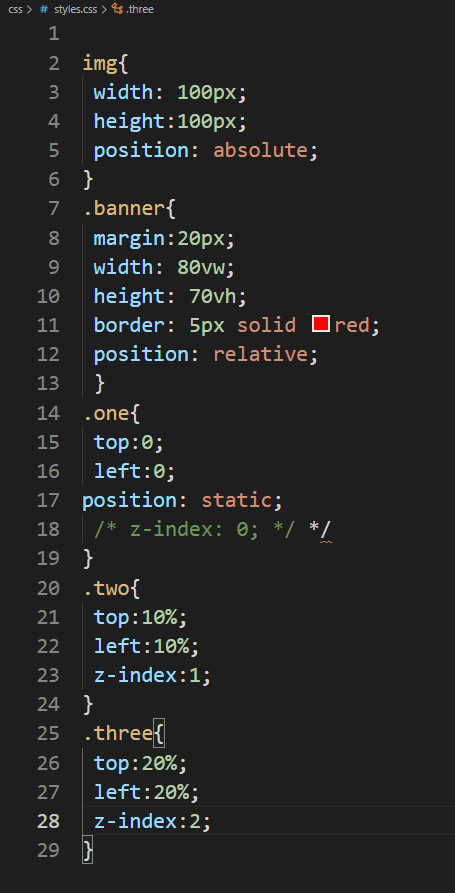 css > # styles.css > .three
1
2 img{
3 width: 100px;
4 height:100px;
5 position: absolute;
6 }
7 .banner{
8 margin:20px;
9 width: 80vw;
10 height: 70vh;
11 border: 5px solid red;
12 position: relative;
13 }
14 .one{
15 top:0;
16 left:0;
17 position: static;
18 /* z-index: 0; */ */
19 }
20 .two{
21 top:10%;
22 left:10%;
23 z-index:1;
24 }
25 .three{
26 top:20%;
27 left:20%;
28 z-index:2;
29 }